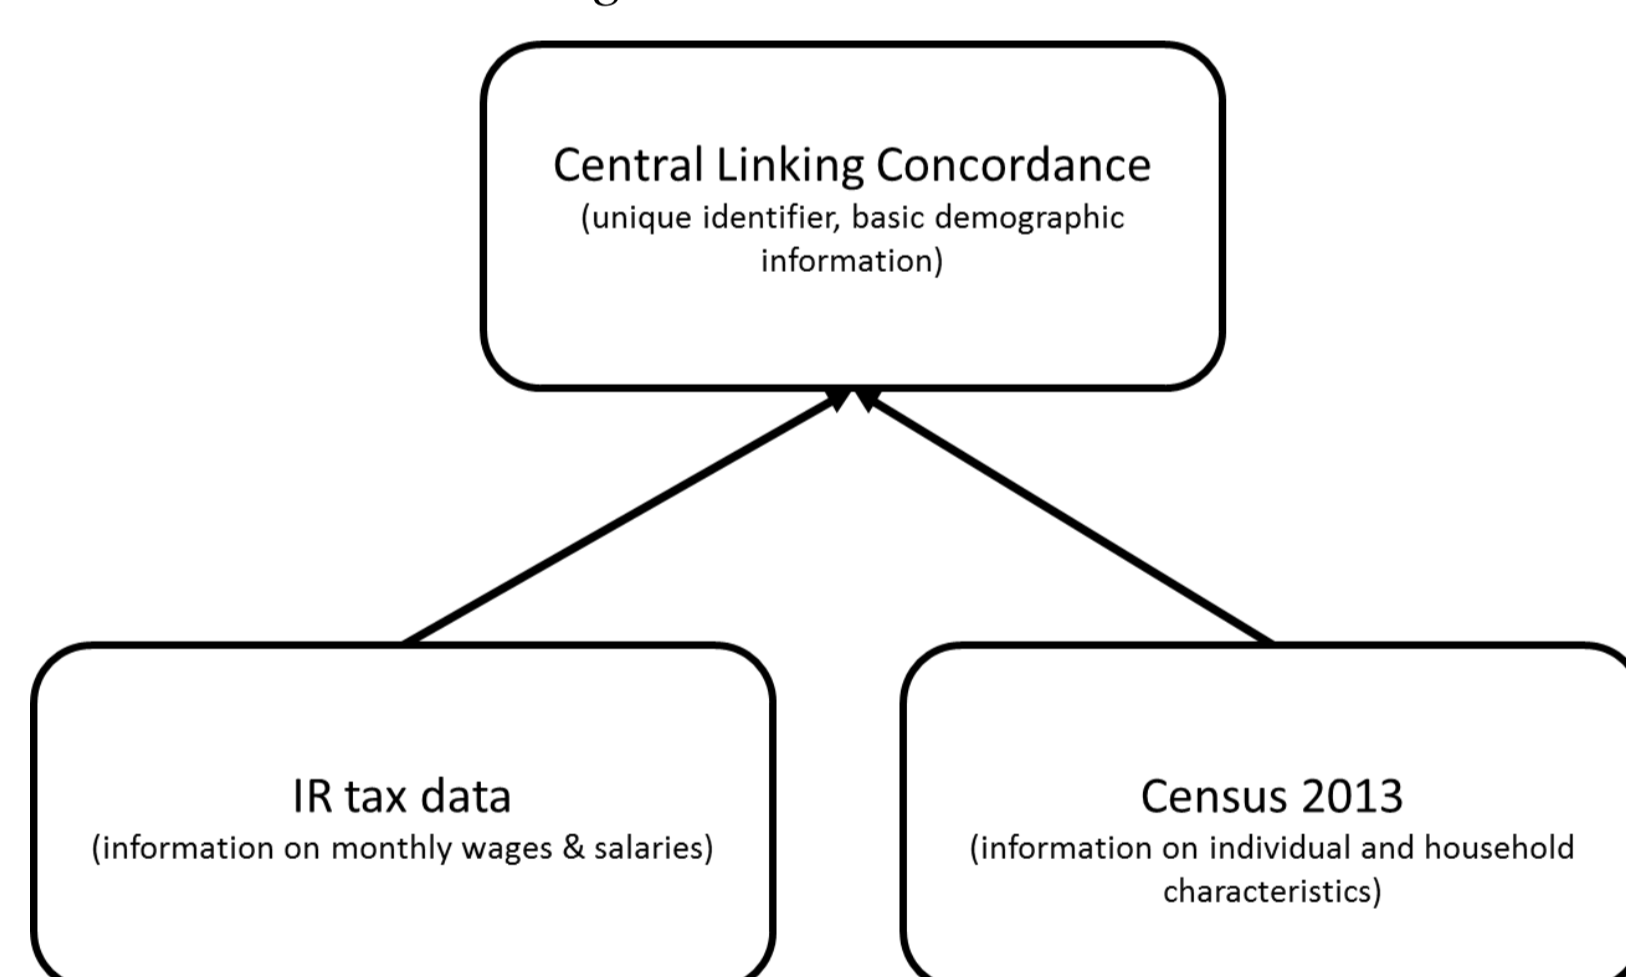 Central Linking Concordance
(unique identifier, basic demographic
information)
IR tax data
(information on monthly wages & salaries)
Census 2013
(information on individual and household
characteristics)